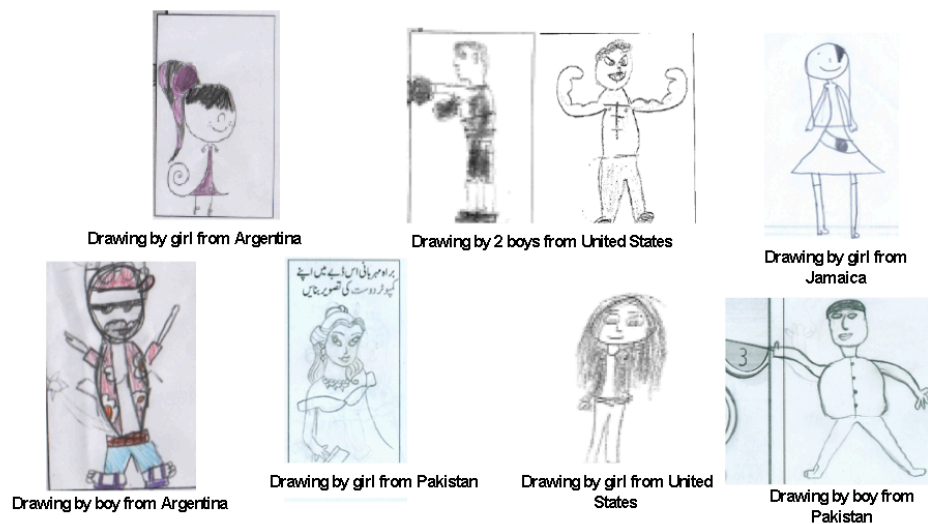 Drawing by girl from Argentina
Drawing by 2 boys from United States
Drawing by girl from
Jamaica
براہ مہربانی اس ڈبے میں اپنے
کمپیوٹر دوست کی تصویر بنائیں
3
Drawing by boy from Argentina
Drawing by girl from Pakistan
Drawing by girl from United
States
Drawing by boy from
Pakistan